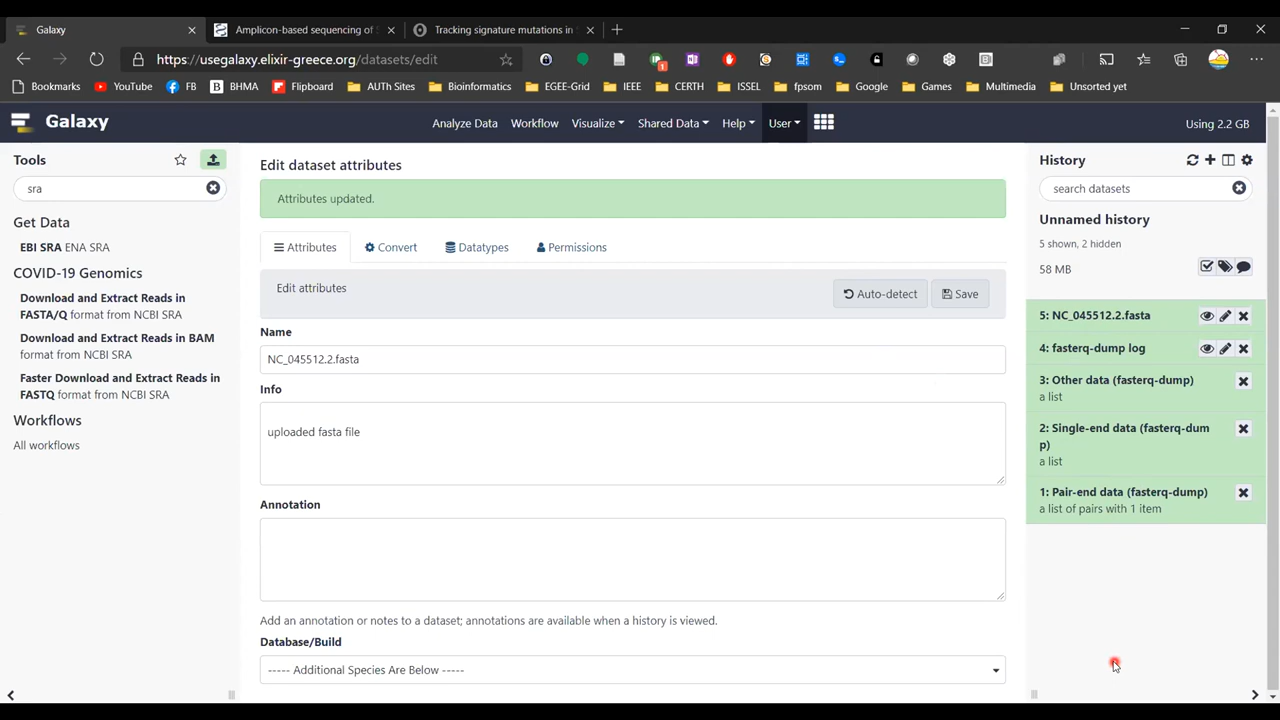 Galaxy
Amplicon-based sequencing of
Tracking signature mutations in
https://usegalaxy.elixir-greece.org/datasets/edit
Bookmarks YouTube FB BHMA Flipboard AUTh Sites Bioinformatics EGEE-Grid IEEE CERTH ISSEL fpsom Google Games Multimedia Unsorted yet
Galaxy
Analyze Data Workflow Visualize Shared Data Help User
Using 2.2 GB
Tools
sra
Get Data
EBI SRA ENA SRA
COVID-19 Genomics
Download and Extract Reads in
FASTA/Q format from NCBI SRA
Download and Extract Reads in BAM
format from NCBI SRA
Faster Download and Extract Reads in
FASTQ format from NCBI SRA
Workflows
All workflows
Edit dataset attributes
Attributes updated.
Attributes Convert Datatypes Permissions
Edit attributes
Auto-detect Save
Name
NC_045512.2.fasta
Info
uploaded fasta file
Annotation
Add an annotation or notes to a dataset; annotations are available when a history is viewed.
Database/Build
----- Additional Species Are Below -----
History
search datasets
Unnamed history
5 shown, 2 hidden
58 MB
5: NC_045512.2.fasta
4: fasterq-dump log
3: Other data (fasterq-dump)
a list
2: Single-end data (fasterq-dum
p)
a list
1: Pair-end data (fasterq-dump)
a list of pairs with 1 item